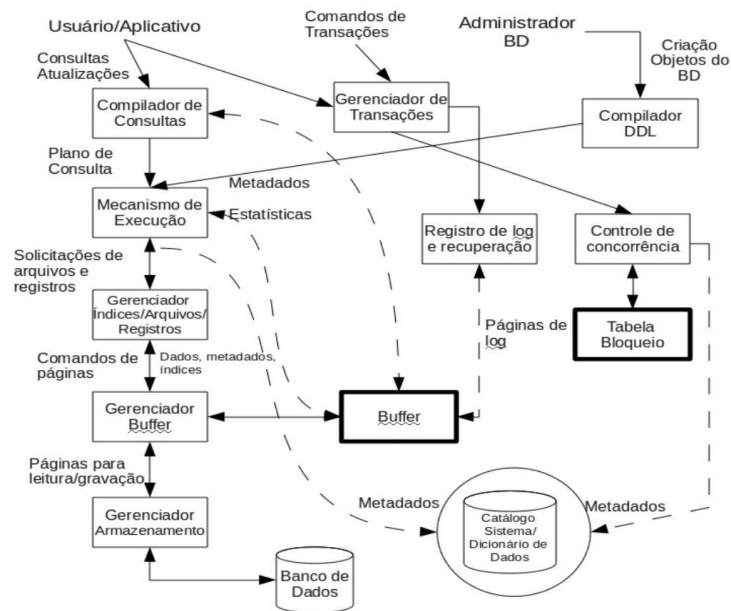 Usuário/Aplicativo
Comandos de
Transações
Administrador
BD
Consultas
Atualizações
Criação
Objetos do
BD
Compilador de
Consultas
Gerenciador de
Transações
Compilador
DDL
Plano de
Consulta
Metadados
Mecanismo de
Execução
Estatísticas
Registro de log
e recuperação
Controle de
concorrência
Solicitações de
arquivos e
registros
Gerenciador
Índices/Arquivos/
Registros
Páginas de
log
Tabela
Bloqueio
Comandos de
páginas
Dados, metadados,
índices
Gerenciador
Buffer
Buffer
Páginas para
leitura/gravação
Metadados
Metadados
Gerenciador
Armazenamento
Catálogo
Sistema/
Dicionário de
Dados
Banco de
Dados